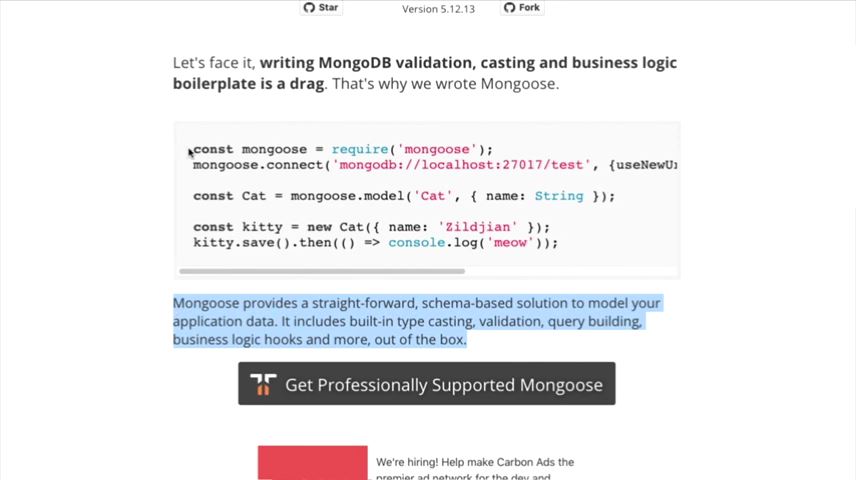 Star
Version 5.12.13
Fork
Let's face it, writing MongoDB validation, casting and business logic
boilerplate is a drag. That's why we wrote Mongoose.
const mongoose = require('mongoose');
mongoose.connect('mongodb://localhost:27017/test', {useNewU
const Cat = mongoose.model('Cat', { name: String });
const kitty = new Cat({ name: 'Zildjian' });
kitty.save().then(() => console.log('meow'));
Mongoose provides a straight-forward, schema-based solution to model your
application data. It includes built-in type casting, validation, query building,
business logic hooks and more, out of the box.
Get Professionally Supported Mongoose
We're hiring! Help make Carbon Ads the
premier ad network for the dev and